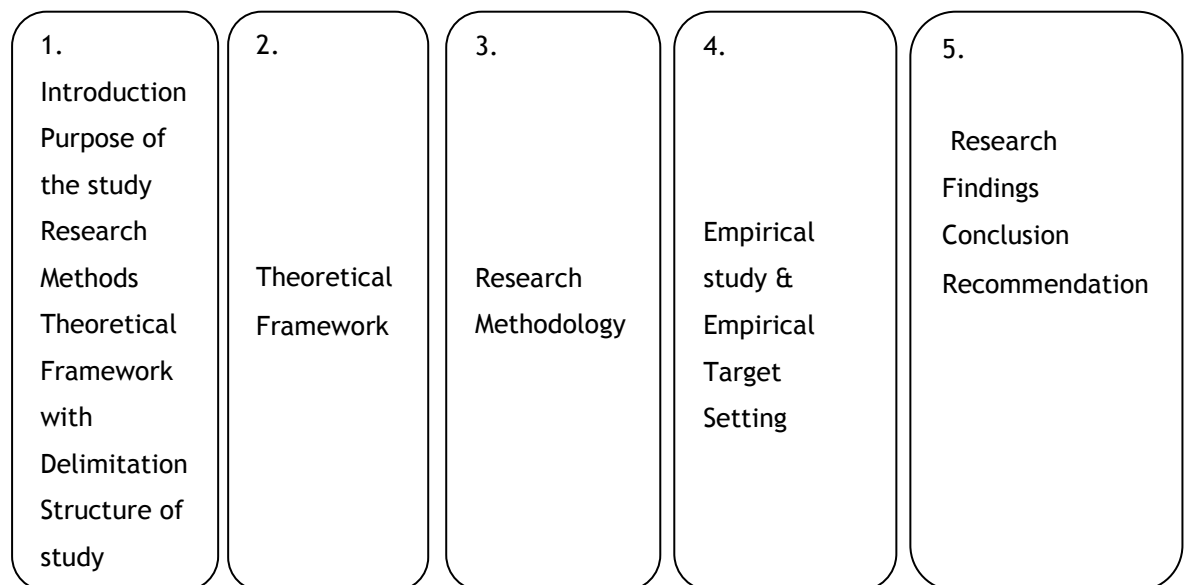 1.
Introduction
Purpose of
the study
Research
Methods
Theoretical
Framework
with
Delimitation
Structure of
study
2.
Theoretical
Framework
3.
Research
Methodology
4.
Empirical
study &
Empirical
Target
Setting
5.
Research
Findings
Conclusion
Recommendation